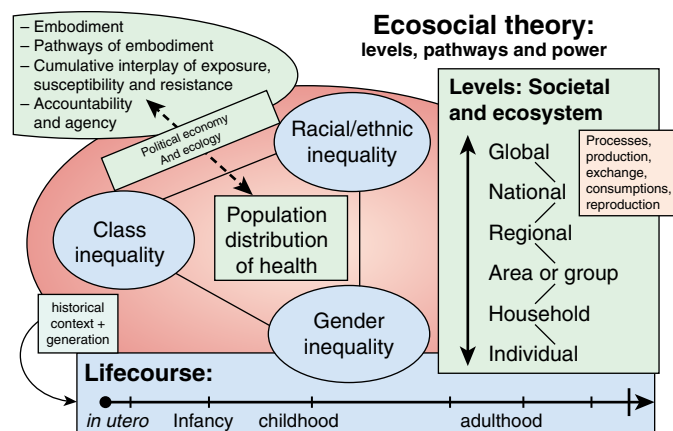 Ecosocial theory:
levels, pathways and power
– Embodiment
– Pathways of embodiment
– Cumulative interplay of exposure,
susceptibility and resistance
– Accountability
and agency
Political economy
And ecology
Racial/ethnic
inequality
Class
inequality
Population
distribution
of health
Gender
inequality
Levels: Societal
and ecosystem
Global
National
Regional
Area or group
Household
Individual
Processes,
production,
exchange,
consumptions,
reproduction
historical
context +
generation
Lifecourse:
in utero Infancy childhood adulthood